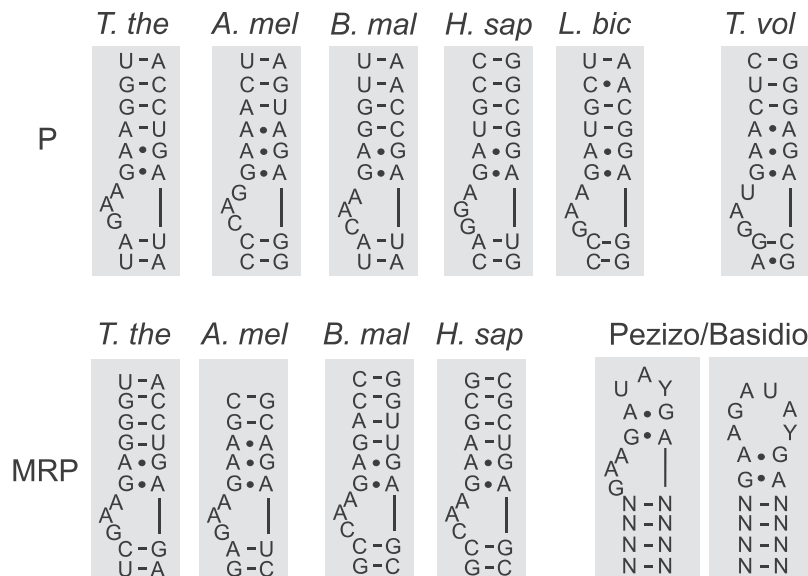 T. the A. mel B. mal H. sap L. bic T. vol
P
U-A U-A U-A C-G U-A C-G
G-C C-G U-A C-G C•A U-G
G-C A-U G-C G-C G-C C-G
A-U A•A G-C U-G U-G A•A
A•G A•G A•G A•G A•G A•G
G•A G•A G•A G•A G•A G•A
A G A A A U
A A A G A A
G C C G G G
A-U C-G A-U A-U C-G G-C
U-A C-G U-A C-G C-G A•G
T. the A. mel B. mal H. sap Pezizo/Basidio
MRP
U-A C-G G-C U A Y A U
G-C C-G C-G C-G G A
G-C G-C A-U G-C A•G A Y
G-U A•A G-U A-U G•A
A•G A•G A•G A•G A A•G
G•A G•A G•A G•A A G•A
A A A A G N-N N-N
A A A A N-N N-N
G G C C N-N N-N
C-G A-U C-G C-G N-N N-N
U-A G-C G-C G-C